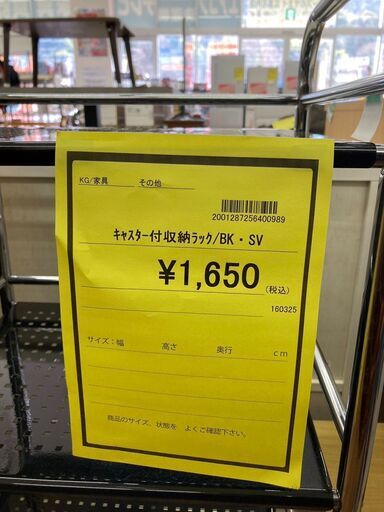 KG/家具 その他
2001287256400989
ｷｬｽﾀｰ付収納ﾗｯｸ/BK・SV
¥1,650(税込)
160325
サイズ:幅 高さ 奥行 cm
商品のサイズ、状態を よくご確認下さい。